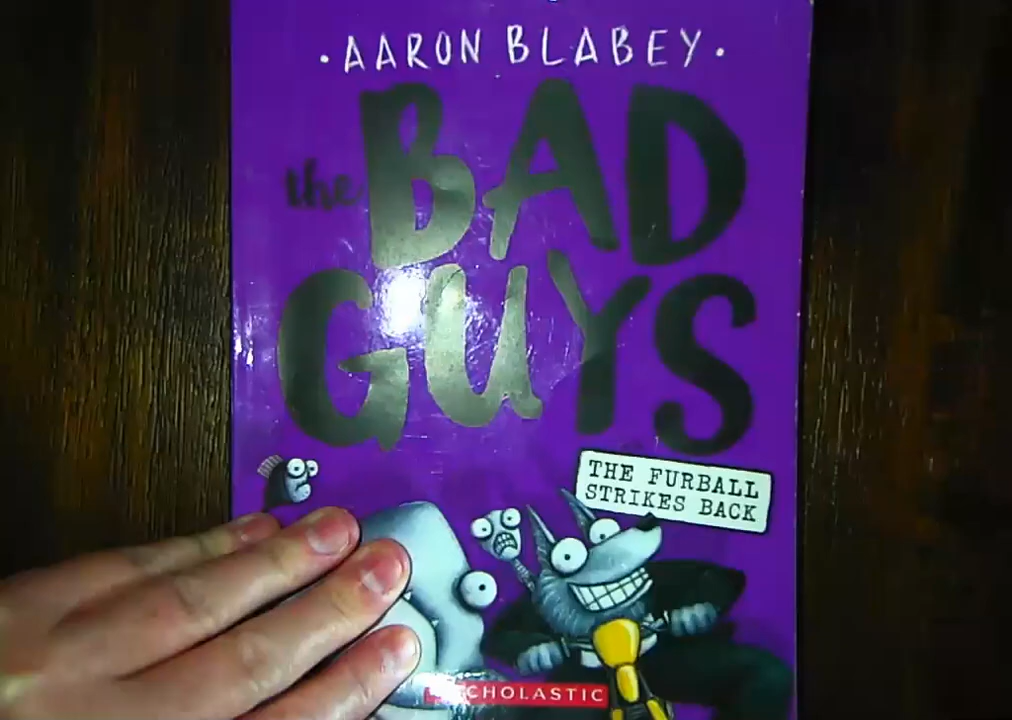 • AARON BLABEY •
the BAD
GUYS
THE FURBALL
STRIKES BACK
SCHOLASTIC